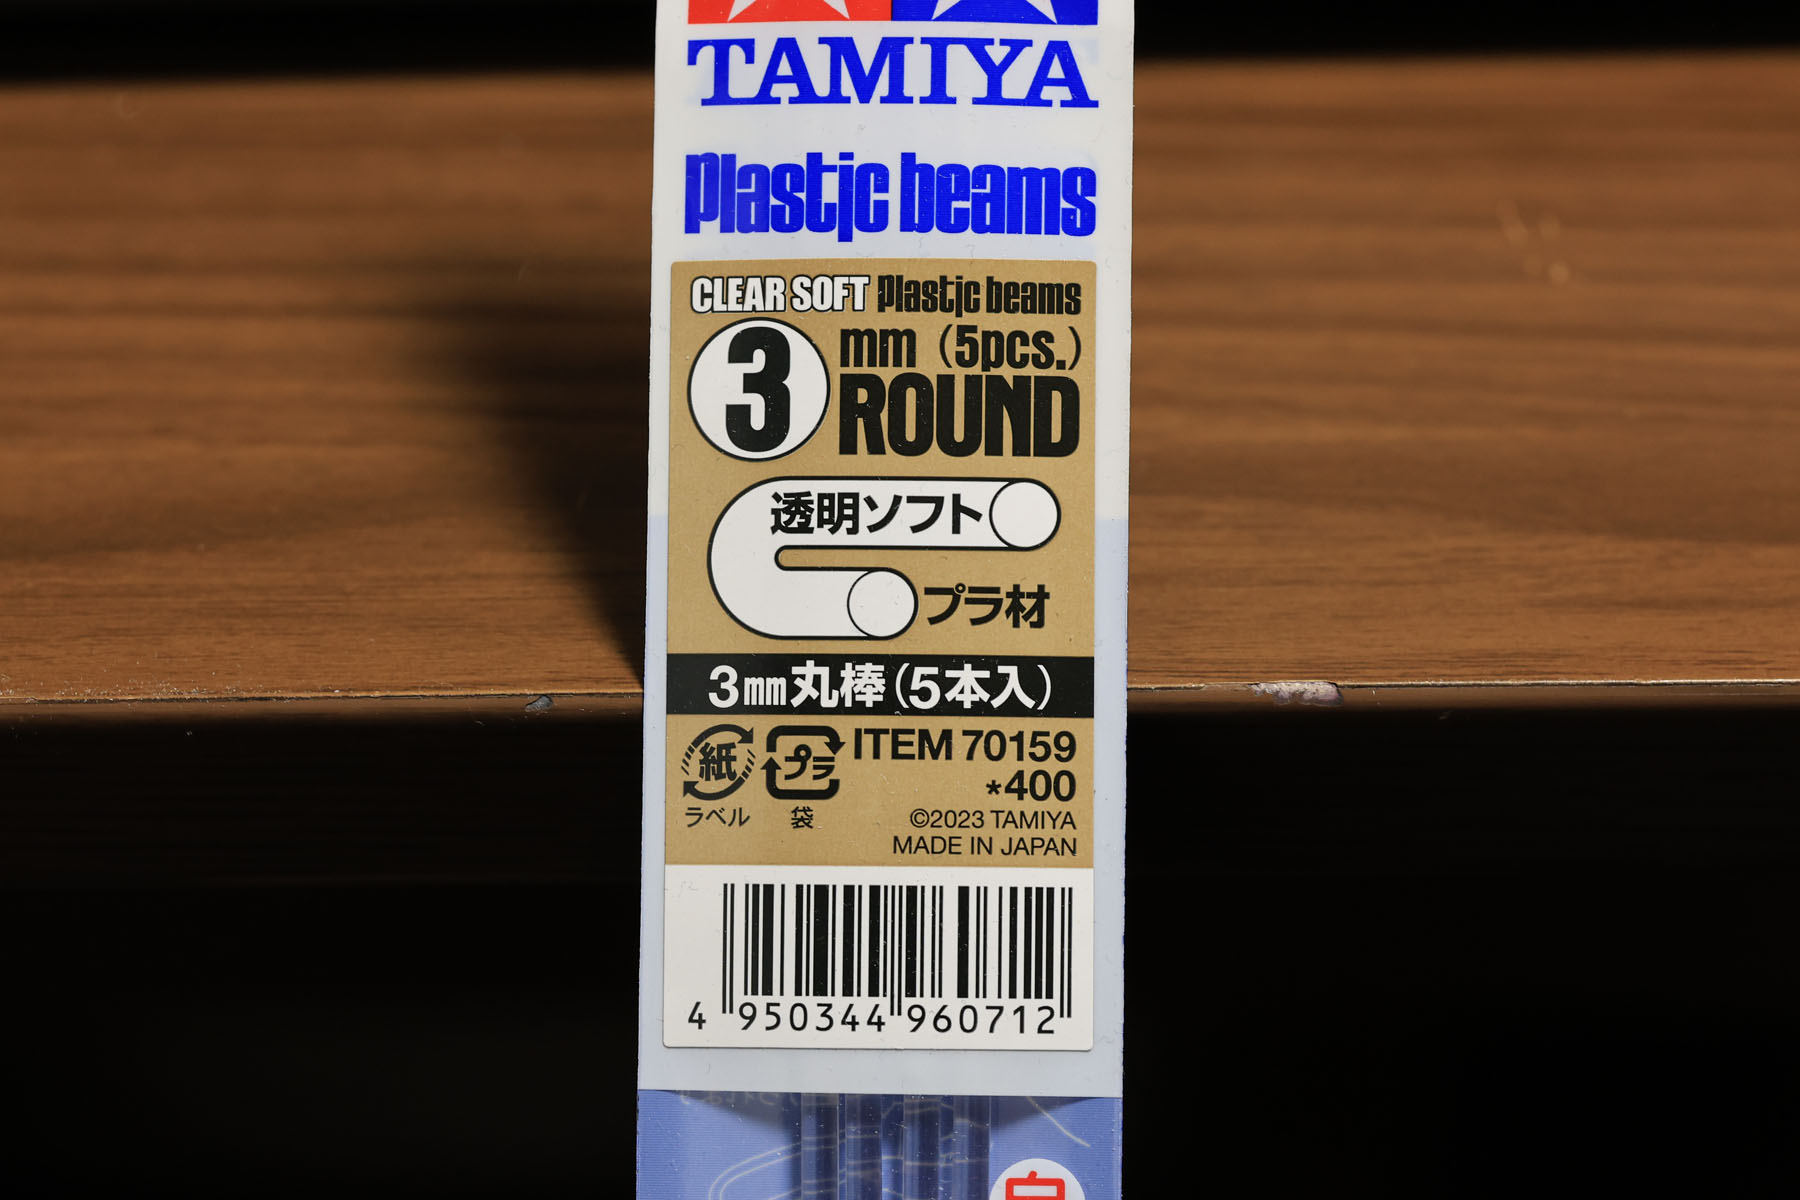 TAMIYA
Plastic beams
CLEAR SOFT Plastic beams
3 mm (5pcs.)
ROUND
透明ソフト
プラ材
3mm丸棒(5本入)
紙 プラ ITEM 70159
*400
ラベル 袋 ©2023 TAMIYA
MADE IN JAPAN
4 950344 960712